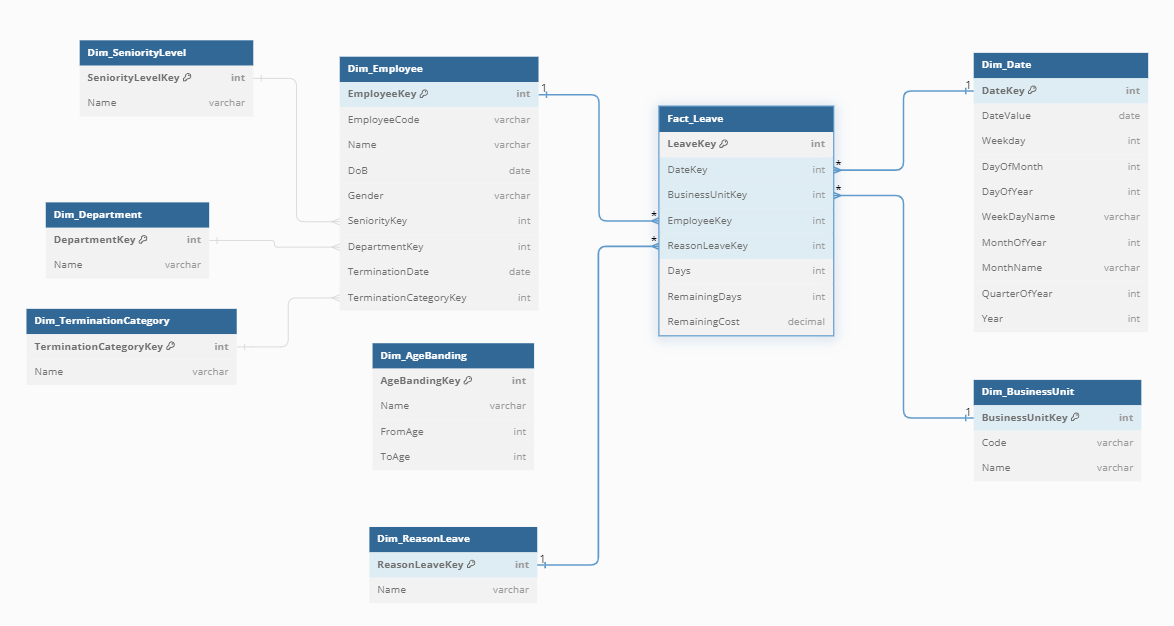 Dim_SeniorityLevel
SeniorityLevelKey int
Name varchar
Dim_Department
DepartmentKey int
Name varchar
Dim_TerminationCategory
TerminationCategoryKey int
Name varchar
Dim_Employee
EmployeeKey int 1
EmployeeCode varchar
Name varchar
DoB date
Gender varchar
SeniorityKey int
DepartmentKey int
TerminationDate date
TerminationCategoryKey int
Dim_AgeBanding
AgeBandingKey int
Name varchar
FromAge int
ToAge int
Dim_ReasonLeave
ReasonLeaveKey int 1
Name varchar
Fact_Leave
LeaveKey int
DateKey int *
BusinessUnitKey int *
* EmployeeKey int
* ReasonLeaveKey int
Days int
RemainingDays int
RemainingCost decimal
Dim_Date
1 DateKey int
DateValue date
Weekday int
DayOfMonth int
DayOfYear int
WeekDayName varchar
MonthOfYear int
MonthName varchar
QuarterOfYear int
Year int
Dim_BusinessUnit
1 BusinessUnitKey int
Code varchar
Name varchar